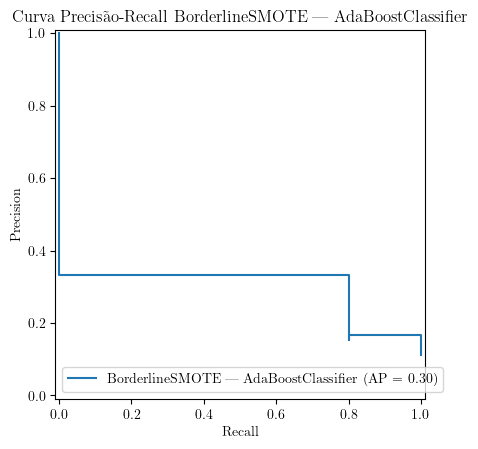 Curva Precisão-Recall BorderlineSMOTE — AdaBoostClassifier
1.0
0.8
0.6
0.4
0.2
0.0
Precision
BorderlineSMOTE — AdaBoostClassifier (AP = 0.30)
0.0 0.2 0.4 0.6 0.8 1.0
Recall